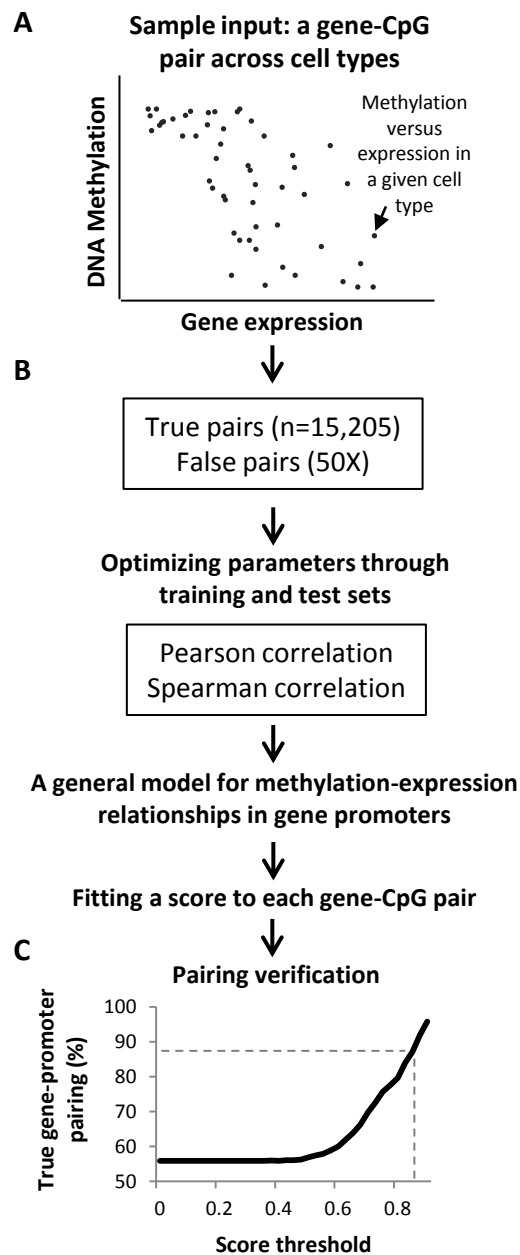 A
Sample input: a gene-CpG
pair across cell types
DNA Methylation
Methylation
versus
expression in
a given cell
type
Gene expression
B
True pairs (n=15,205)
False pairs (50X)
Optimizing parameters through
training and test sets
Pearson correlation
Spearman correlation
A general model for methylation-expression
relationships in gene promoters
Fitting a score to each gene-CpG pair
C
Pairing verification
True gene-promoter
pairing (%)
100
90
80
70
60
50
0 0.2 0.4 0.6 0.8
Score threshold